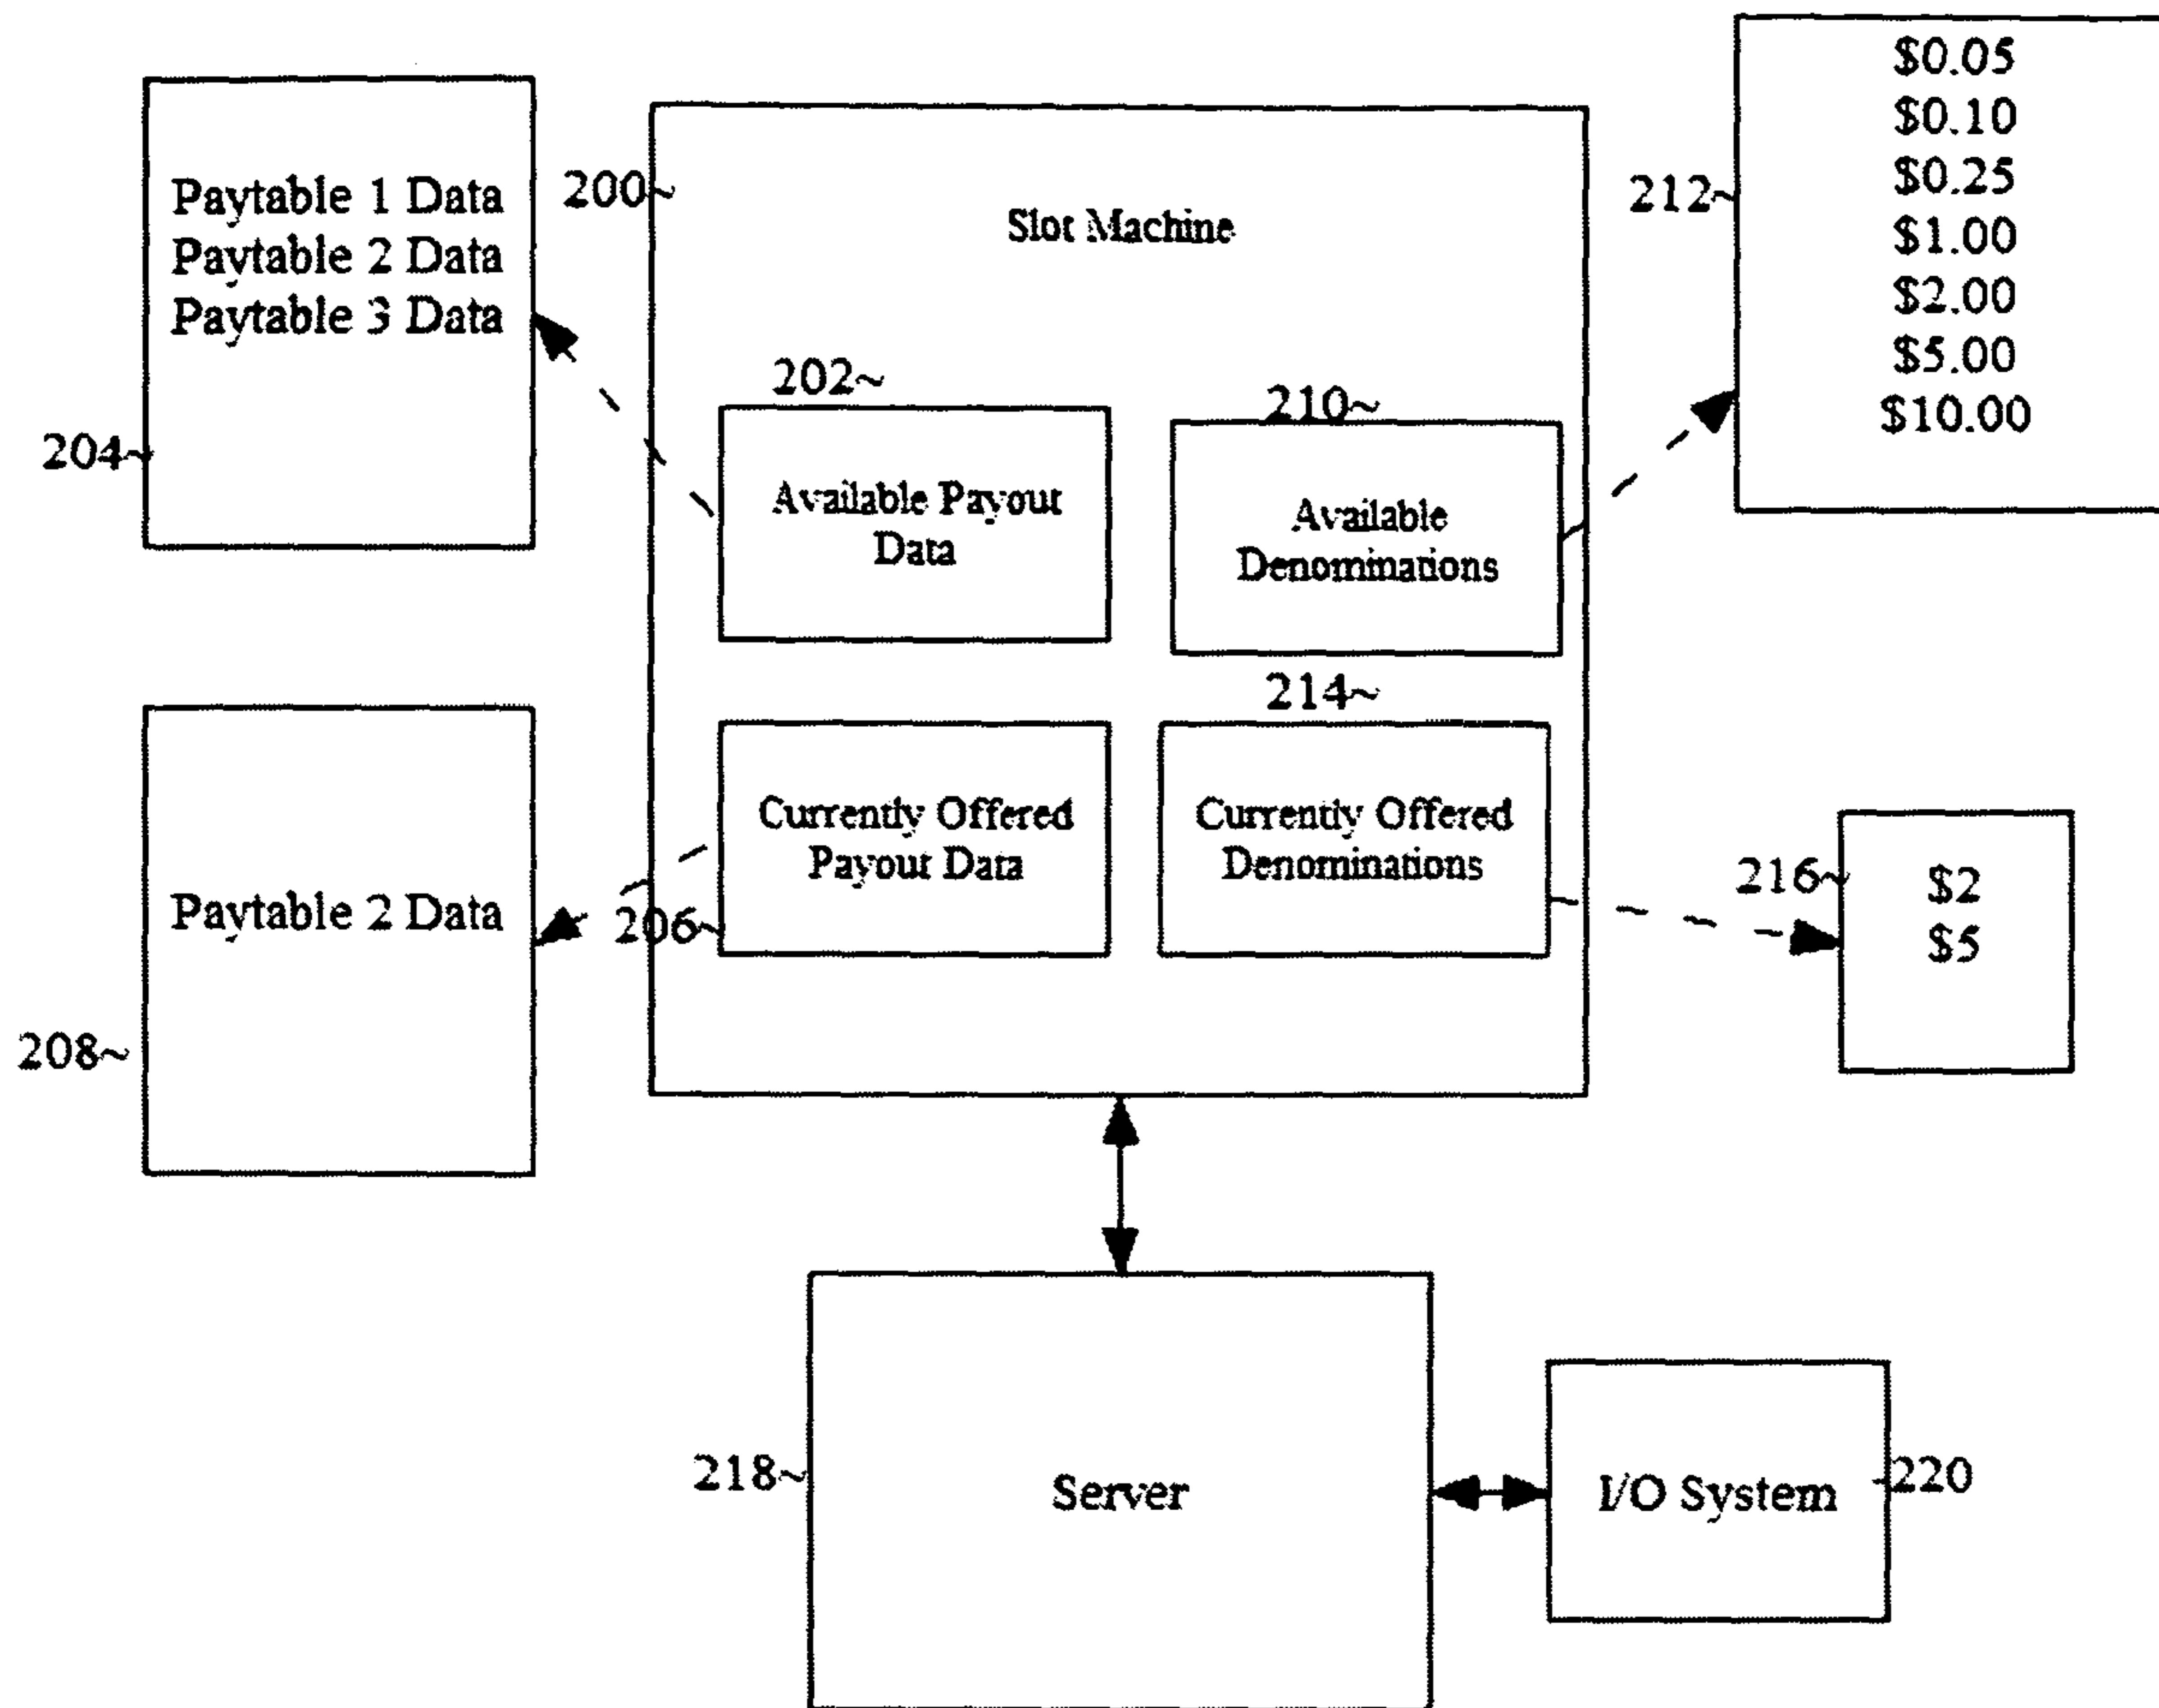 Paytable 1 Data
Paytable 2 Data
Paytable 3 Data
204~
200~
Slot Machine
212~
$0.05
$0.10
$0.25
$1.00
$2.00
$5.00
$10.00
202~
Available Payout
Data
210~
Available
Denominations
Paytable 2 Data
208~
206~
Currently Offered
Payout Data
214~
Currently Offered
Denominations
216~
$2
$5
218~
Server
I/O System
220